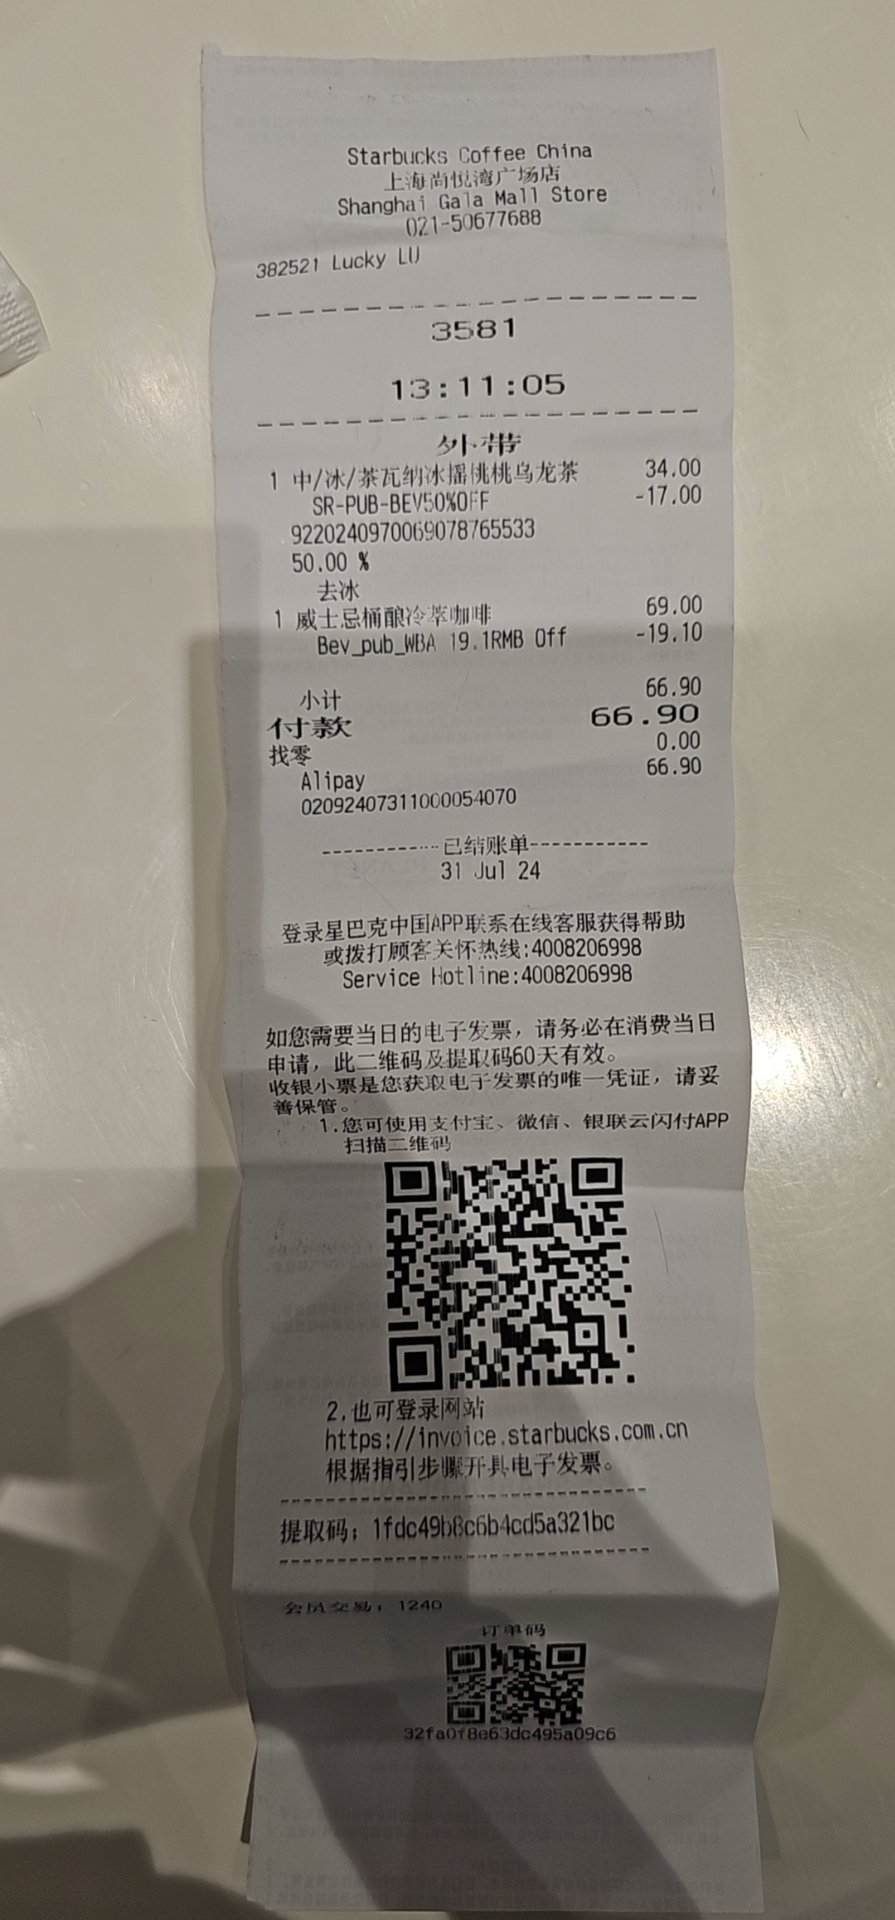 Starbucks Coffee China
上海尚悦湾广场店
Shanghai Gala Mall Store
021-50677688
382521 Lucky LU
3581
13:11:05
外带
1 中/冰/茶瓦纳冰摇桃桃乌龙茶 34.00
SR-PUB-BEV50%OFF -17.00
9220240970069078765533
50.00 %
去冰
1 威士忌桶酿冷萃咖啡 69.00
Bev_pub_WBA 19.1RMB Off -19.10
小计 66.90
付款 66.90
找零 0.00
Alipay 66.90
02092407311000054070
-----------已结账单-----------
31 Jul 24
登录星巴克中国APP联系在线客服获得帮助
或拨打顾客关怀热线:4008206998
Service Hotline:4008206998
如您需要当日的电子发票，请务必在消费当日
申请，此二维码及提取码60天有效。
收银小票是您获取电子发票的唯一凭证，请妥
善保管。
1.您可使用支付宝、微信、银联云闪付APP
扫描二维码
2.也可登录网站
https://invoice.starbucks.com.cn
根据指引步骤开具电子发票。
提取码：1fdc49b8c6b4cd5a321bc
会员交易：1240
订单码
32fa0f8e63dc495a09c6